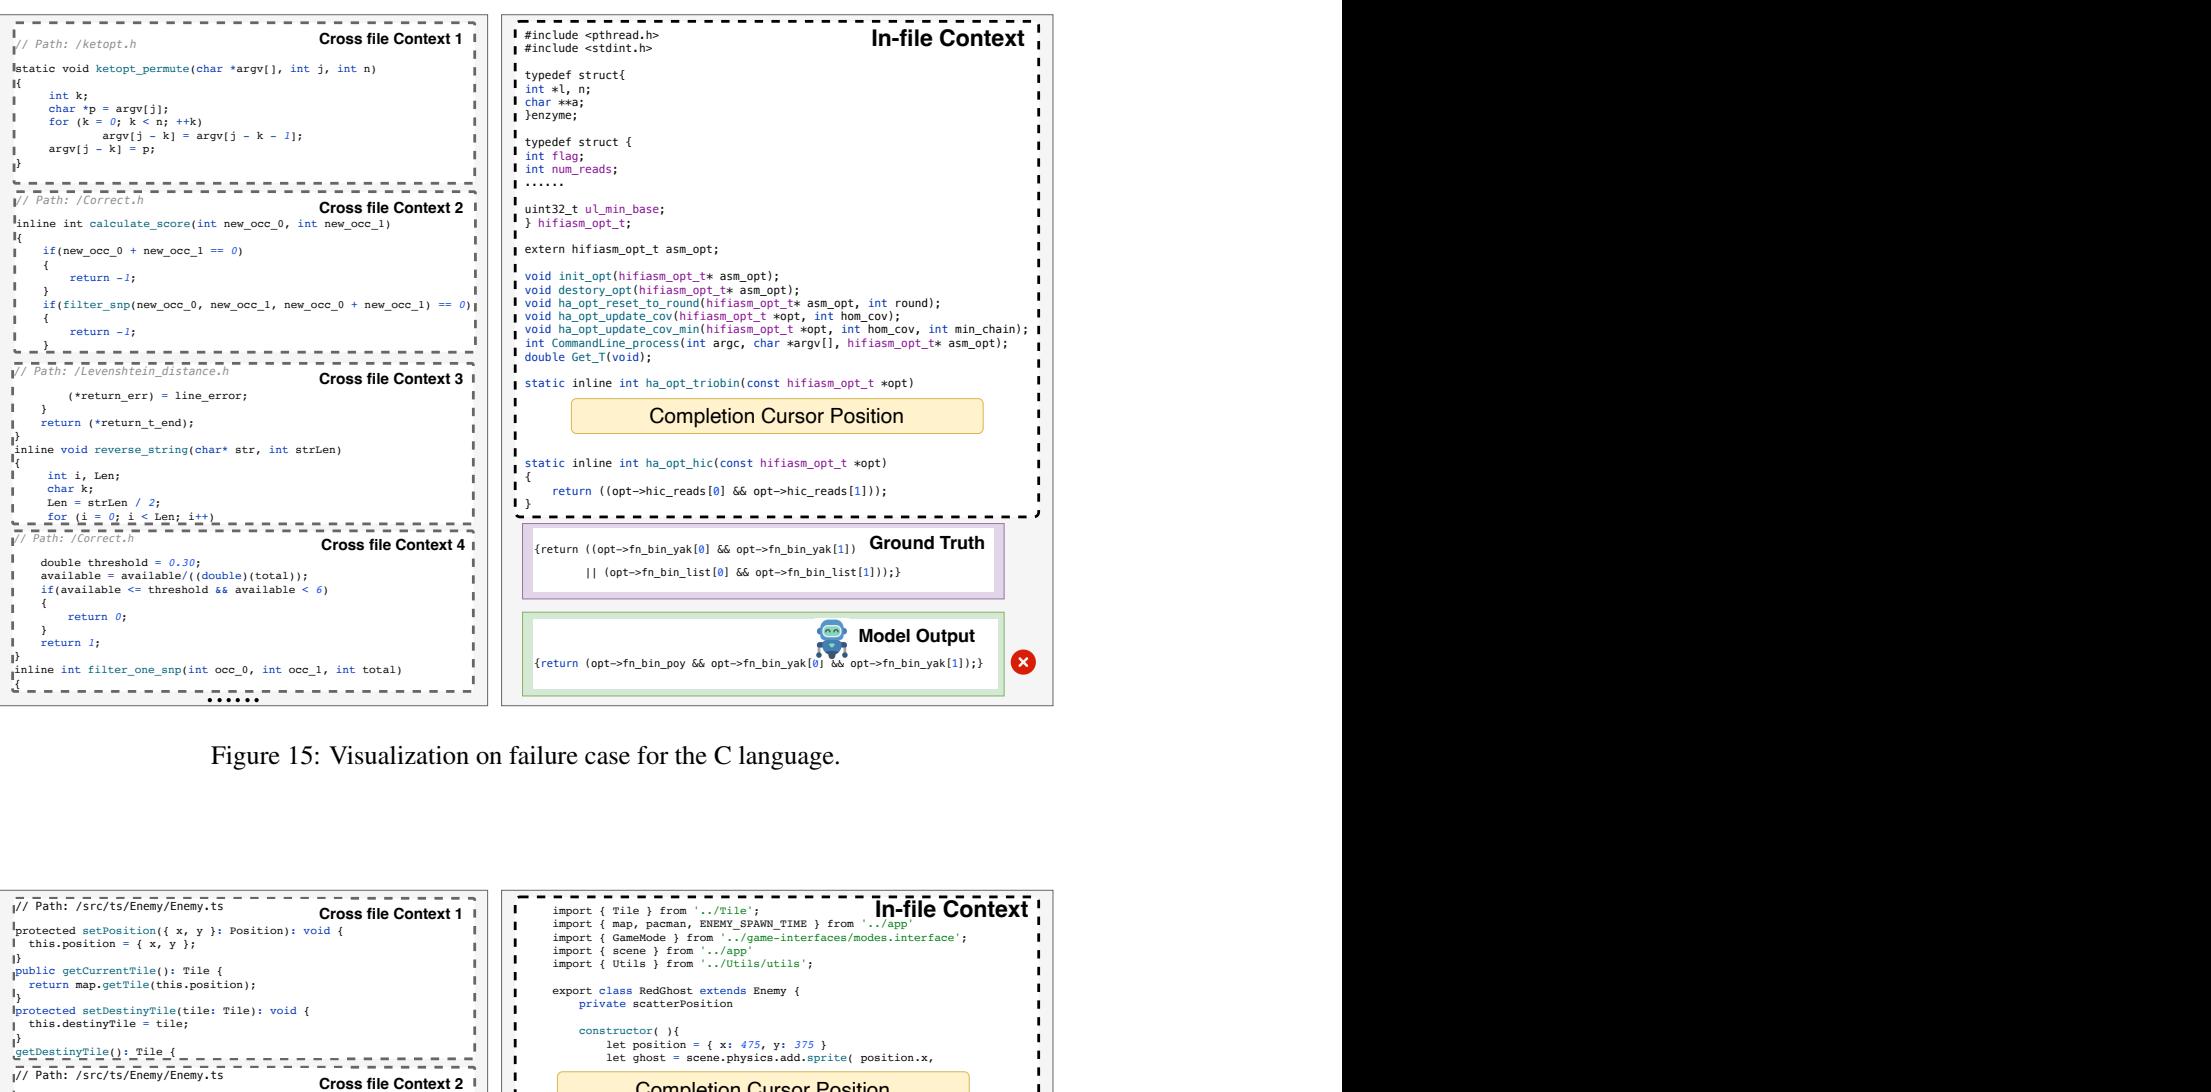 // Path: /ketopt.h
Cross file Context 1
static void ketopt_permute(char *argv[], int j, int n)
{
int k;
char *p = argv[j];
for (k = 0; k < n; ++k)
argv[j - k] = argv[j - k - 1];
argv[j - k] = p;
}
// Path: /Correct.h
Cross file Context 2
inline int calculate_score(int new_occ_0, int new_occ_1)
{
if(new_occ_0 + new_occ_1 == 0)
{
return -1;
}
if(filter_snp(new_occ_0, new_occ_1, new_occ_0 + new_occ_1) == 0)
{
return -1;
}
// Path: /Levenshtein_distance.h
Cross file Context 3
(*return_err) = line_error;
}
return (*return_t_end);
}
inline void reverse_string(char* str, int strLen)
{
int i, Len;
char k;
Len = strLen / 2;
for (i = 0; i < Len; i++)
// Path: /Correct.h
Cross file Context 4
double threshold = 0.30;
available = available/((double)(total));
if(available <= threshold && available < 6)
{
return 0;
}
return 1;
}
inline int filter_one_snp(int occ_0, int occ_1, int total)
{
......
In-file Context
#include <pthread.h>
#include <stdint.h>
typedef struct{
int *l, n;
char **a;
}enzyme;
typedef struct {
int flag;
int num_reads;
......
uint32_t ul_min_base;
} hifiasm_opt_t;
extern hifiasm_opt_t asm_opt;
void init_opt(hifiasm_opt_t* asm_opt);
void destory_opt(hifiasm_opt_t* asm_opt);
void ha_opt_reset_to_round(hifiasm_opt_t* asm_opt, int round);
void ha_opt_update_cov(hifiasm_opt_t *opt, int hom_cov);
void ha_opt_update_cov_min(hifiasm_opt_t *opt, int hom_cov, int min_chain);
int CommandLine_process(int argc, char *argv[], hifiasm_opt_t* asm_opt);
double Get_T(void);
static inline int ha_opt_triobin(const hifiasm_opt_t *opt)
Completion Cursor Position
static inline int ha_opt_hic(const hifiasm_opt_t *opt)
{
return ((opt->hic_reads[0] && opt->hic_reads[1]));
}
Ground Truth
{return ((opt->fn_bin_yak[0] && opt->fn_bin_yak[1])
|| (opt->fn_bin_list[0] && opt->fn_bin_list[1]));}
Model Output
{return (opt->fn_bin_poy && opt->fn_bin_yak[0] && opt->fn_bin_yak[1]);}
Figure 15: Visualization on failure case for the C language.
// Path: /src/ts/Enemy/Enemy.ts
Cross file Context 1
protected setPosition({ x, y }: Position): void {
this.position = { x, y };
}
public getCurrentTile(): Tile {
return map.getTile(this.position);
}
protected setDestinyTile(tile: Tile): void {
this.destinyTile = tile;
}
getDestinyTile(): Tile {
// Path: /src/ts/Enemy/Enemy.ts
Cross file Context 2
In-file Context
import { Tile } from '../Tile';
import { map, pacman, ENEMY_SPAWN_TIME } from '../app'
import { GameMode } from '../game-interfaces/modes.interface';
import { scene } from '../app'
import { Utils } from '../Utils/utils';
export class RedGhost extends Enemy {
private scatterPosition
constructor( ){
let position = { x: 475, y: 375 }
let ghost = scene.physics.add.sprite( position.x,
Completion Cursor Position